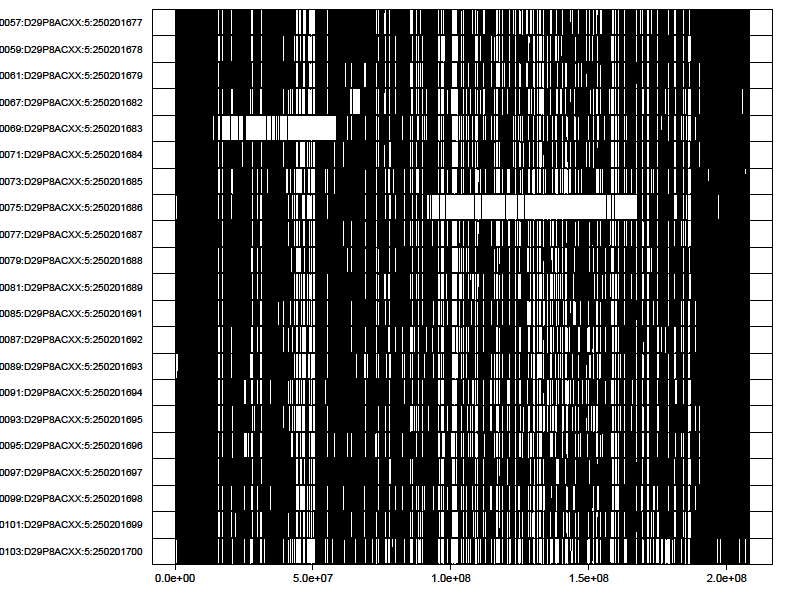 0057:D29P8ACXX:5:250201677
0059:D29P8ACXX:5:250201678
0061:D29P8ACXX:5:250201679
0067:D29P8ACXX:5:250201682
0069:D29P8ACXX:5:250201683
0071:D29P8ACXX:5:250201684
0073:D29P8ACXX:5:250201685
0075:D29P8ACXX:5:250201686
0077:D29P8ACXX:5:250201687
0079:D29P8ACXX:5:250201688
0081:D29P8ACXX:5:250201689
0085:D29P8ACXX:5:250201691
0087:D29P8ACXX:5:250201692
0089:D29P8ACXX:5:250201693
0091:D29P8ACXX:5:250201694
0093:D29P8ACXX:5:250201695
0095:D29P8ACXX:5:250201696
0097:D29P8ACXX:5:250201697
0099:D29P8ACXX:5:250201698
0101:D29P8ACXX:5:250201699
0103:D29P8ACXX:5:250201700
0.0e+00 5.0e+07 1.0e+08 1.5e+08 2.0e+08